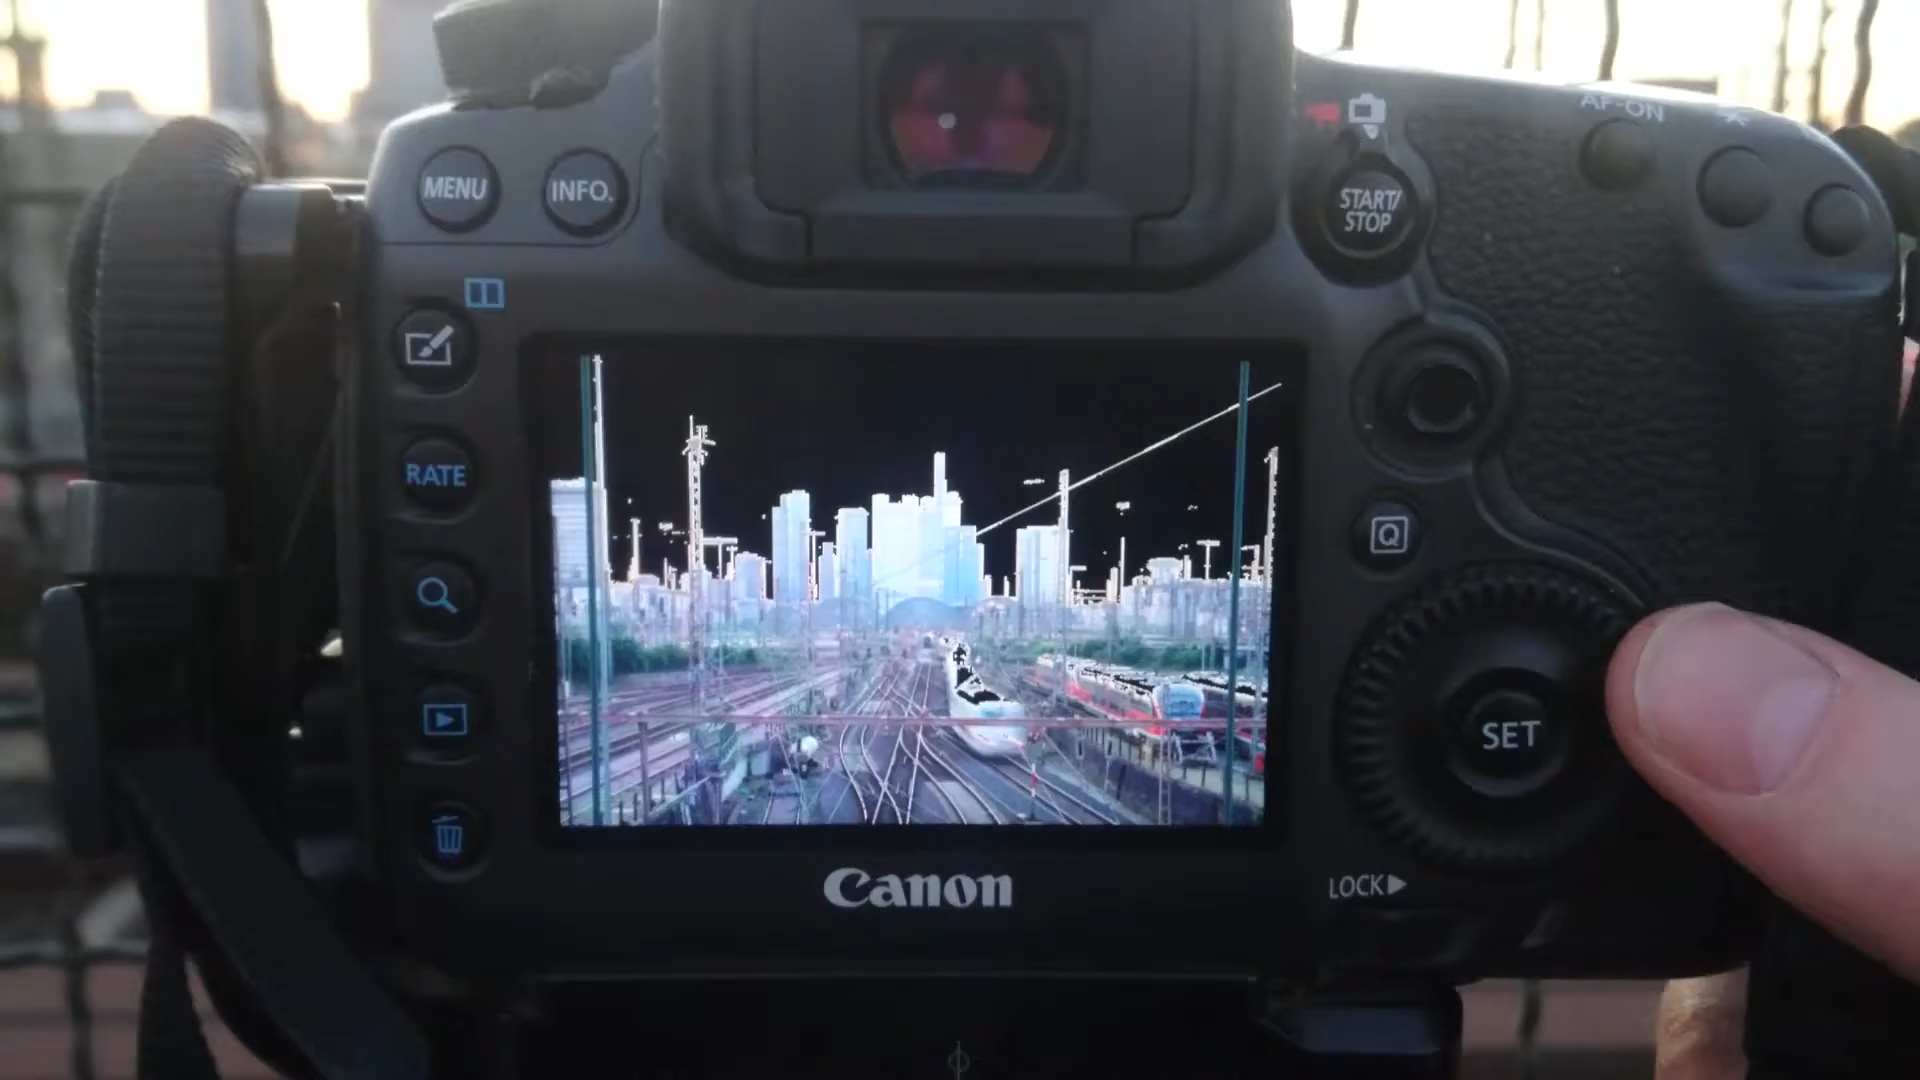 AF-ON
MENU
INFO.
START/
STOP
RATE
Q
SET
Canon
LOCK